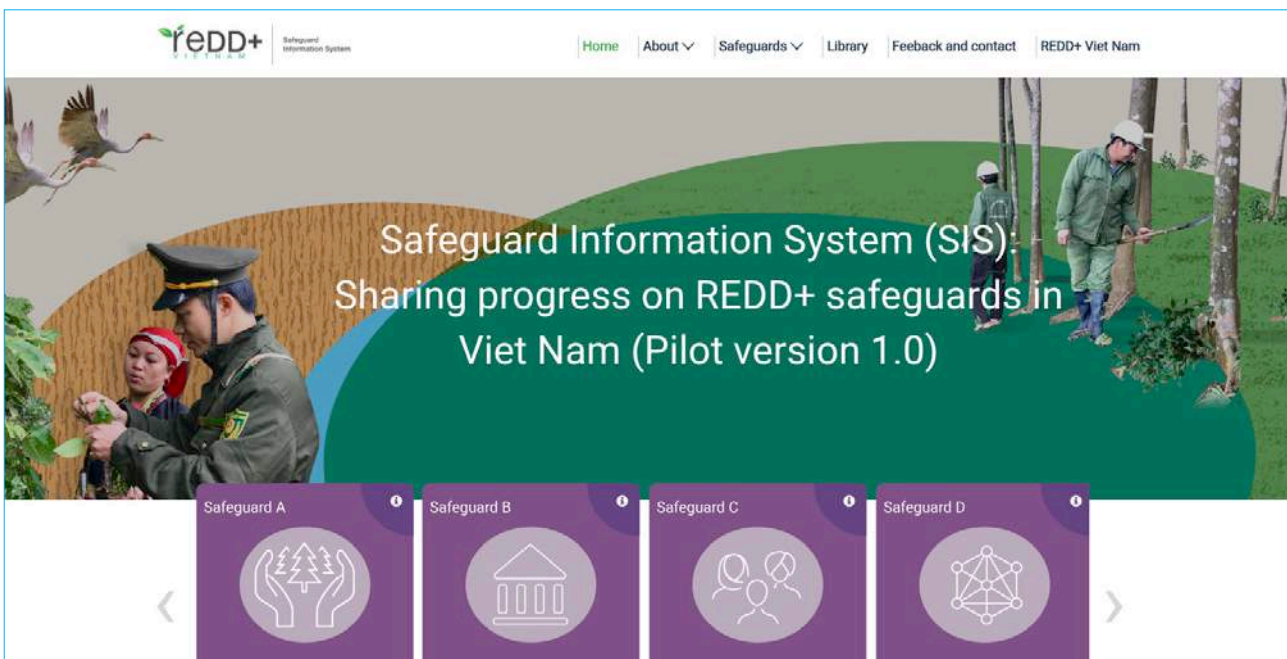 REDD+
VIETNAM
Safeguard
Information System
Home
About
Safeguards
Library
Feeback and contact
REDD+ Viet Nam
Safeguard Information System (SIS):
Sharing progress on REDD+ safeguards in
Viet Nam (Pilot version 1.0)
Safeguard A
Safeguard B
Safeguard C
Safeguard D